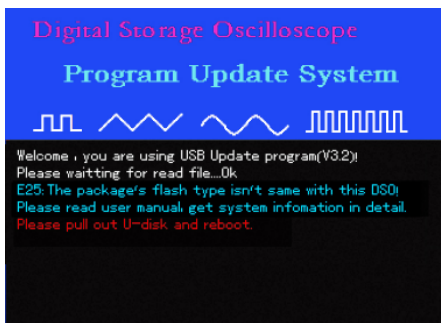 Digital Storage Oscilloscope
Program Update System
Welcome , you are using USB Update program(V3.2)!
Please waitting for read file....Ok
E25: The package's flash type isn't same with this DSO!
Please read user manual, get system infomation in detail.
Please pull out U-disk and reboot.